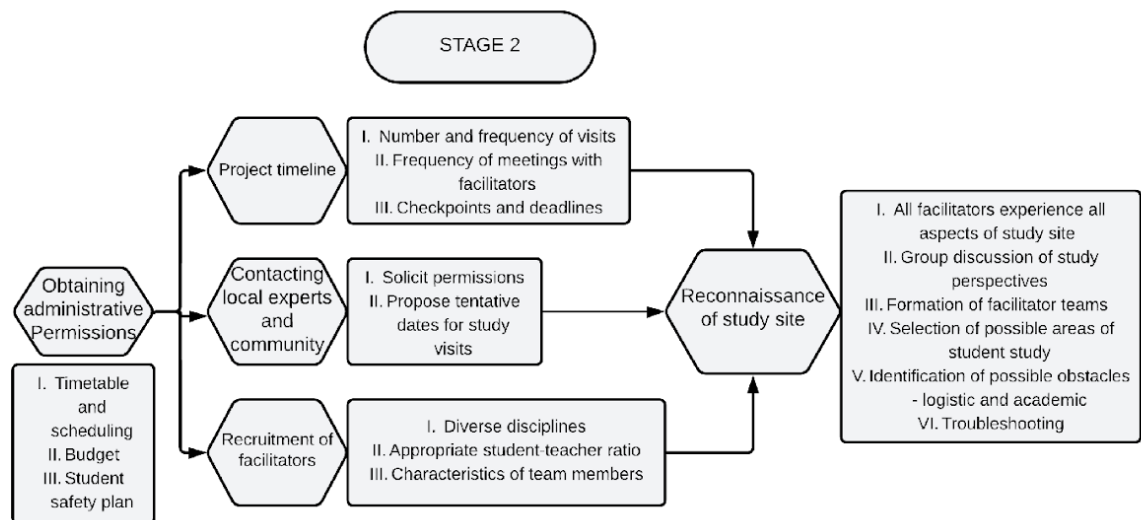 STAGE 2
Obtaining
administrative
Permissions
I. Timetable
and
scheduling
II. Budget
III. Student
safety plan
Project timeline
I. Number and frequency of visits
II. Frequency of meetings with
facilitators
III. Checkpoints and deadlines
Contacting
local experts
and
community
I. Solicit permissions
II. Propose tentative
dates for study
visits
Recruitment of
facilitators
I. Diverse disciplines
II. Appropriate student-teacher ratio
III. Characteristics of team members
Reconnaissance
of study site
I. All facilitators experience all
aspects of study site
II. Group discussion of study
perspectives
III. Formation of facilitator teams
IV. Selection of possible areas of
student study
V. Identification of possible obstacles
- logistic and academic
VI. Troubleshooting